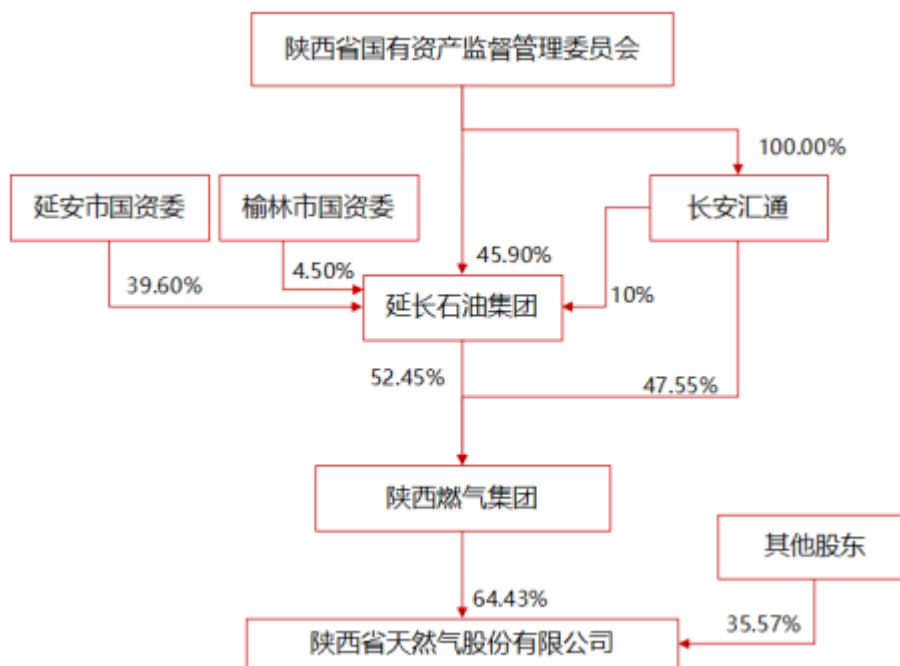 陕西省国有资产监督管理委员会
100.00%
延安市国资委
榆林市国资委
长安汇通
39.60%
4.50%
45.90%
10%
延长石油集团
52.45%
47.55%
陕西燃气集团
其他股东
64.43%
35.57%
陕西省天然气股份有限公司